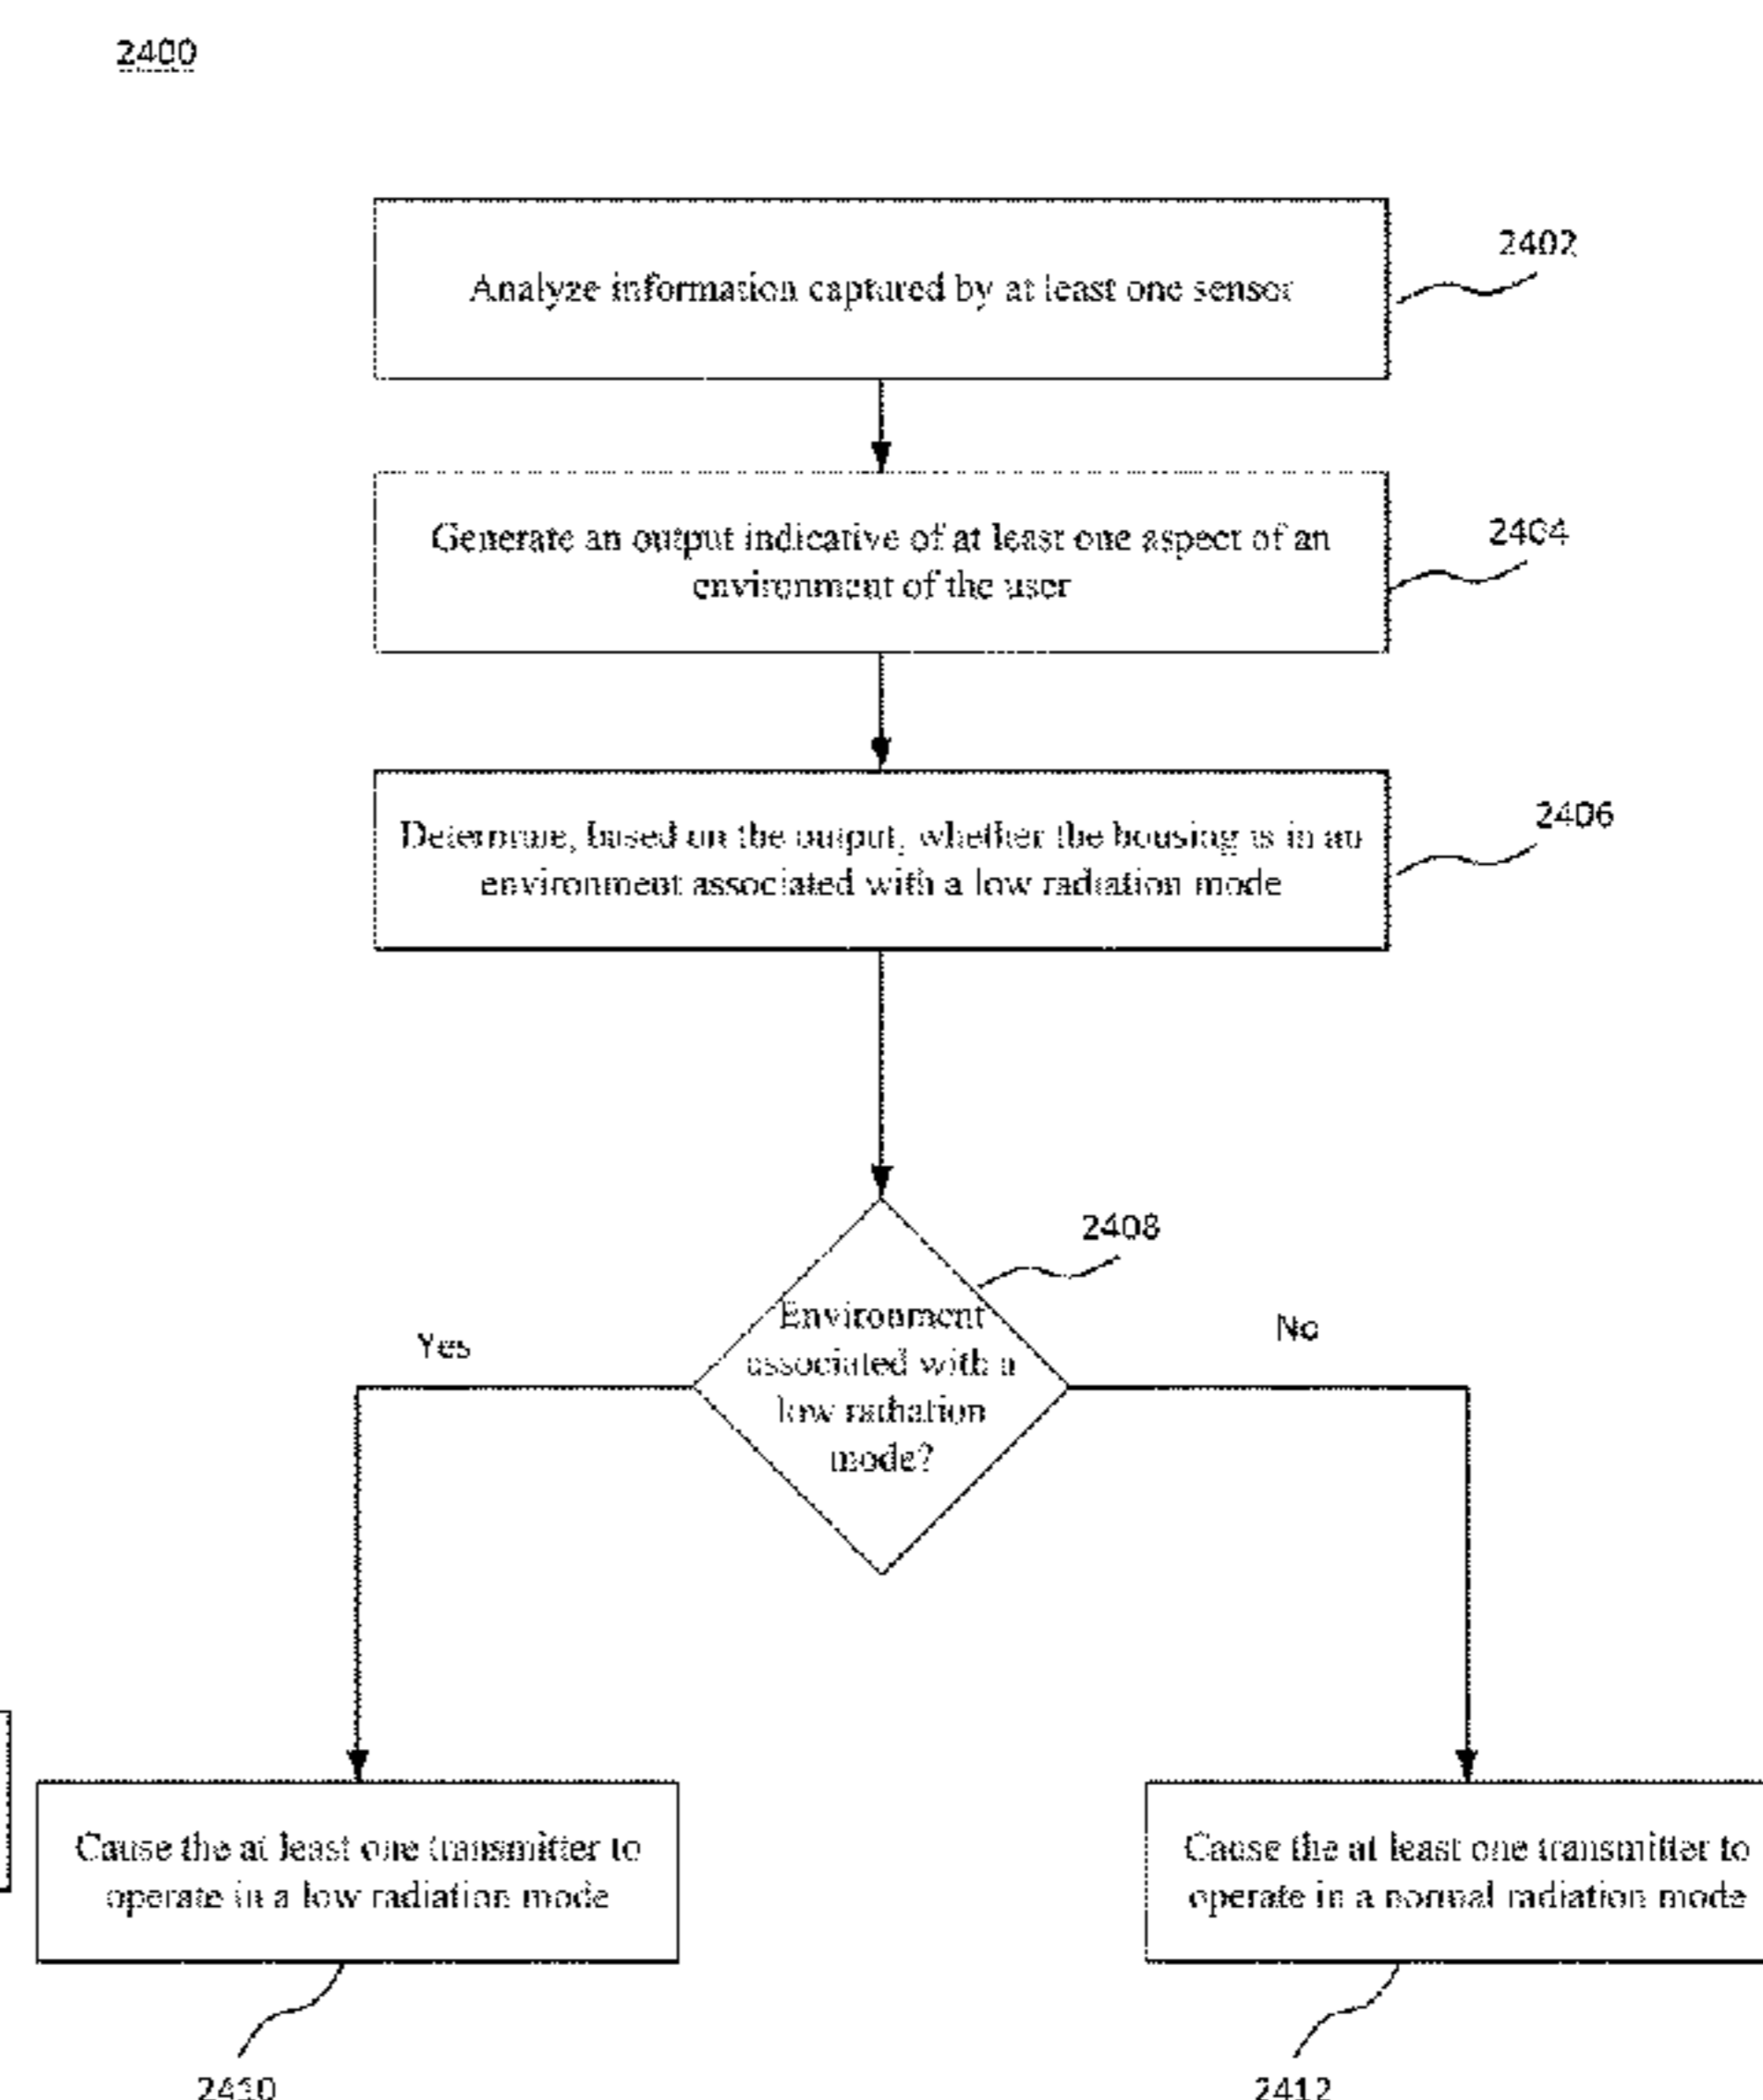 2400
Analyze information captured by at least one sensor
2402
Generate an output indicative of at least one aspect of an
environment of the user
2404
Determine, based on the output, whether the housing is in an
environment associated with a low radiation mode
2406
2408
Environment
associated with a
low radiation
mode?
Yes
No
Cause the at least one transmitter to
operate in a low radiation mode
Cause the at least one transmitter to
operate in a normal radiation mode
2410
2412